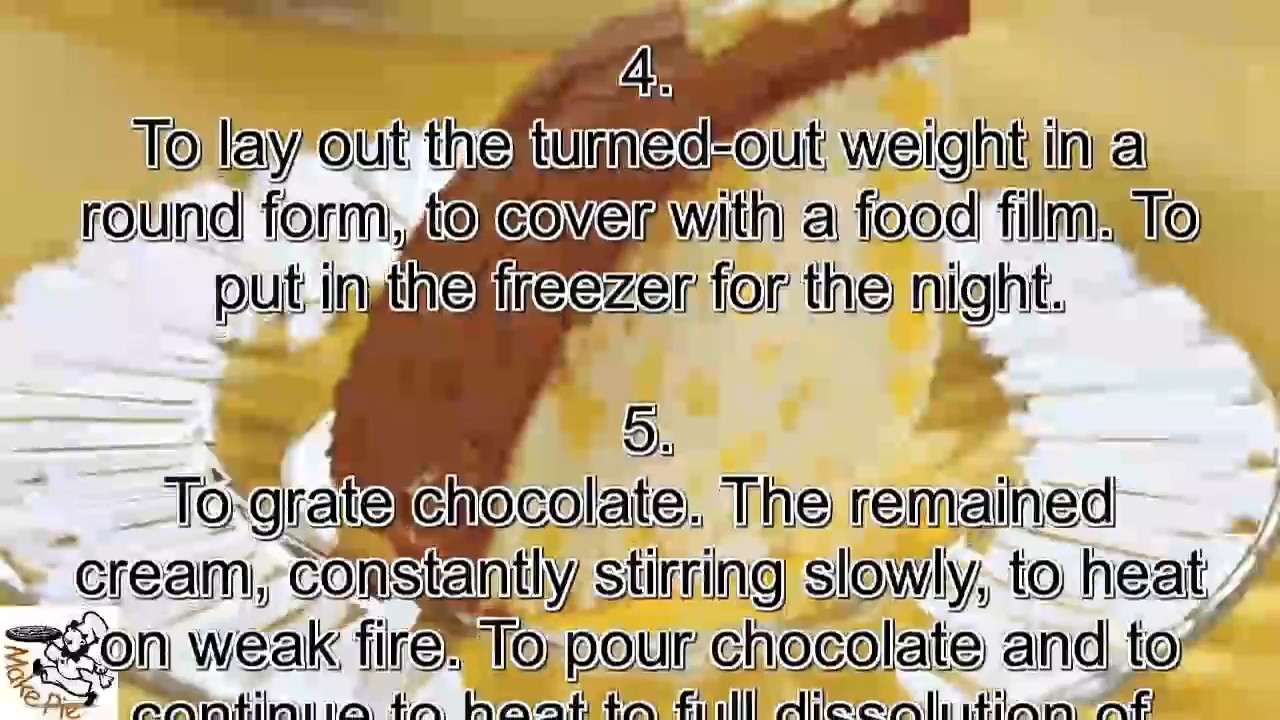 4.
To lay out the turned-out weight in a
round form, to cover with a food film. To
put in the freezer for the night.
5.
To grate chocolate. The remained
cream, constantly stirring slowly, to heat
on weak fire. To pour chocolate and to
continue to heat to full dissolution of
Make Pie